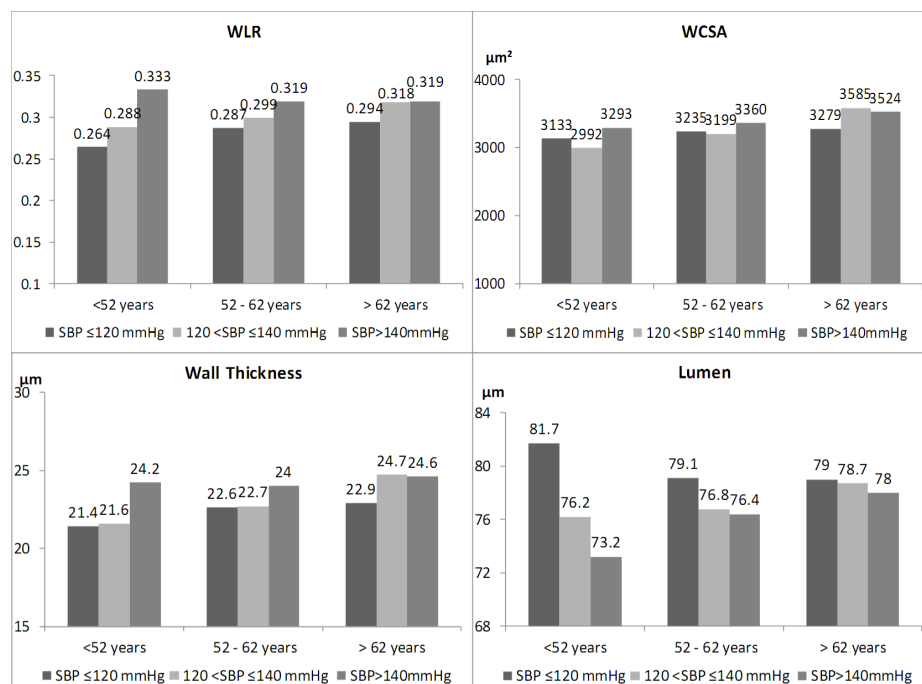 WLR
0.35
0.3
0.25
0.2
0.15
0.1
0.264
0.288
0.333
0.287
0.299
0.319
0.294
0.318
0.319
<52 years
52 - 62 years
> 62 years
SBP ≤120 mmHg
120 <SBP ≤140 mmHg
SBP>140mmHg
WCSA
µm²
4000
3000
2000
1000
3133
2992
3293
3235
3199
3360
3279
3585
3524
<52 years
52 - 62 years
> 62 years
SBP ≤120 mmHg
120 <SBP ≤140 mmHg
SBP>140mmHg
Wall Thickness
µm
30
25
20
15
21.4
21.6
24.2
22.6
22.7
24
22.9
24.7
24.6
<52 years
52 - 62 years
> 62 years
SBP ≤120 mmHg
120 <SBP ≤140 mmHg
SBP>140mmHg
Lumen
µm
84
80
76
72
68
81.7
76.2
73.2
79.1
76.8
76.4
79
78.7
78
<52 years
52 - 62 years
> 62 years
SBP ≤120 mmHg
120 <SBP ≤140 mmHg
SBP>140mmHg